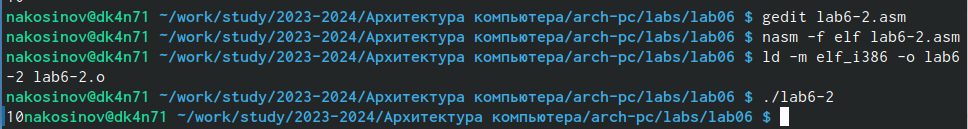 nakosinov@dk4n71 ~/work/study/2023-2024/Архитектура компьютера/arch-pc/labs/lab06 $ gedit lab6-2.asm
nakosinov@dk4n71 ~/work/study/2023-2024/Архитектура компьютера/arch-pc/labs/lab06 $ nasm -f elf lab6-2.asm
nakosinov@dk4n71 ~/work/study/2023-2024/Архитектура компьютера/arch-pc/labs/lab06 $ ld -m elf_i386 -o lab6
-2 lab6-2.o
nakosinov@dk4n71 ~/work/study/2023-2024/Архитектура компьютера/arch-pc/labs/lab06 $ ./lab6-2
10nakosinov@dk4n71 ~/work/study/2023-2024/Архитектура компьютера/arch-pc/labs/lab06 $